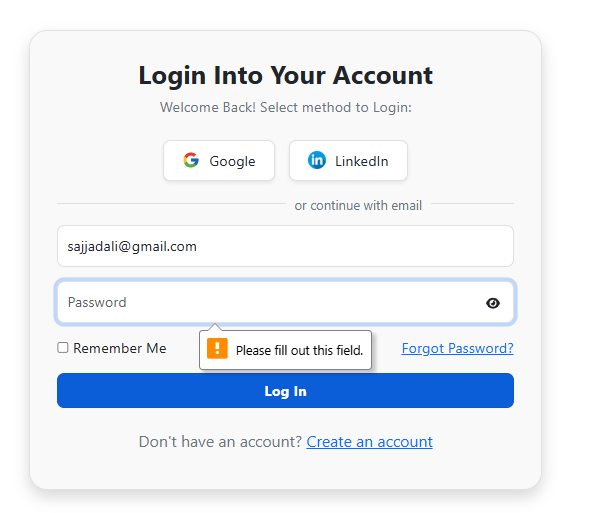 Login Into Your Account
Welcome Back! Select method to Login:
Google
in LinkedIn
or continue with email
sajjadali@gmail.com
Password
Remember Me
! Please fill out this field.
Forgot Password?
Log In
Don't have an account? Create an account